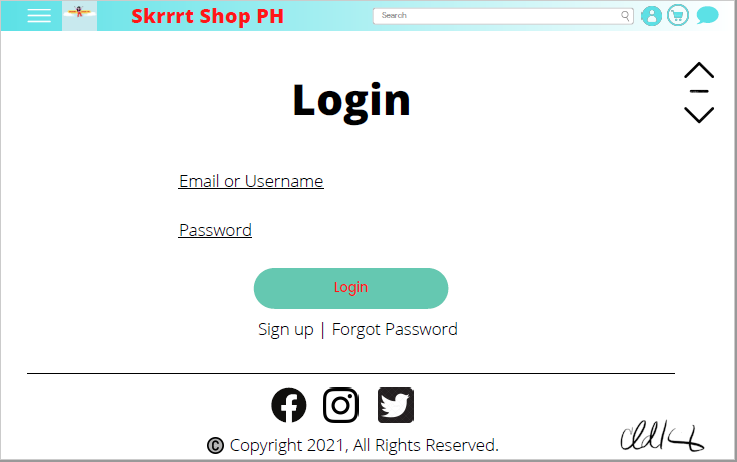 Skrrrt Shop PH
Search
Login
Email or Username
Password
Login
Sign up | Forgot Password
© Copyright 2021, All Rights Reserved.